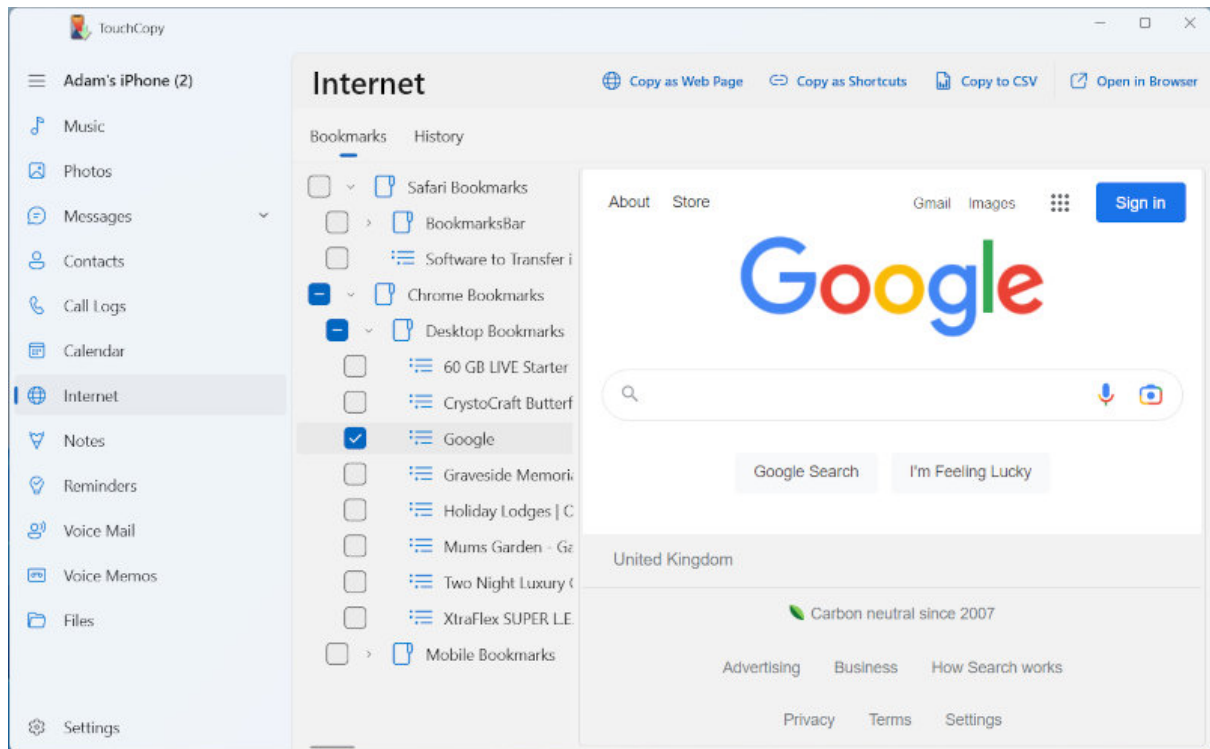 TouchCopy
Adam's iPhone (2)
Music
Photos
Messages
Contacts
Call Logs
Calendar
Internet
Notes
Reminders
Voice Mail
Voice Memos
Files
Settings
Internet
Copy as Web Page
Copy as Shortcuts
Copy to CSV
Open in Browser
Bookmarks History
Safari Bookmarks
BookmarksBar
Software to Transfer i
Chrome Bookmarks
Desktop Bookmarks
60 GB LIVE Starter
CrystoCraft Butterf
Google
Graveside Memoria
Holiday Lodges | C
Mums Garden - Ga
Two Night Luxury
XtraFlex SUPER L.E.
Mobile Bookmarks
About Store Gmail Images Sign in
Google
Google Search I'm Feeling Lucky
United Kingdom
Carbon neutral since 2007
Advertising Business How Search works
Privacy Terms Settings